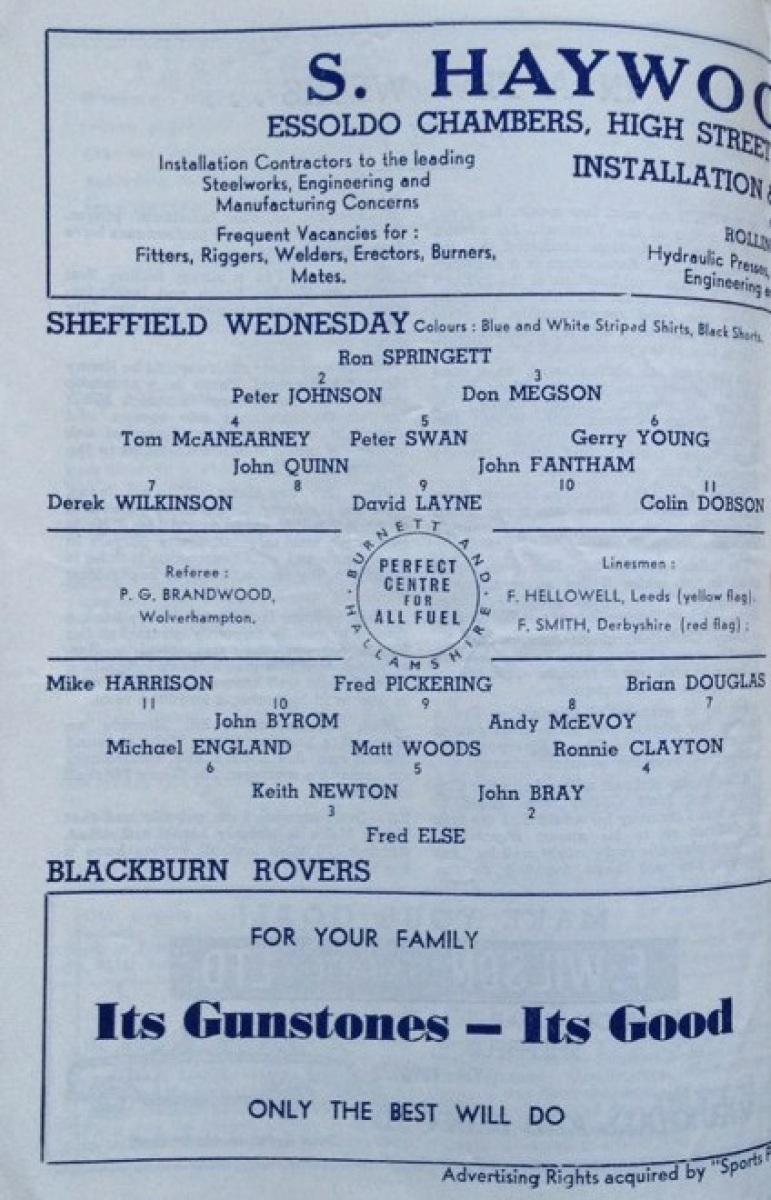 S. HAYWOO
ESSOLDO CHAMBERS, HIGH STREET
Installation Contractors to the leading
Steelworks, Engineering and
Manufacturing Concerns
Frequent Vacancies for :
Fitters, Riggers, Welders, Erectors, Burners,
Mates.
INSTALLATION &
ROLLIN
Hydraulic Presses,
Engineering
SHEFFIELD WEDNESDAY Colours : Blue and White Striped Shirts, Black Shorts.
Ron SPRINGETT
2 3
Peter JOHNSON Don MEGSON
4 5 6
Tom McANEARNEY Peter SWAN Gerry YOUNG
John QUINN John FANTHAM
7 8 9 10 11
Derek WILKINSON David LAYNE Colin DOBSON
Referee :
P. G. BRANDWOOD,
Wolverhampton.
BURNETT AND
PERFECT
CENTRE
FOR
ALL FUEL
HALLAMSHIRE
Linesmen :
F. HELLOWELL, Leeds (yellow flag).
F. SMITH, Derbyshire (red flag) :
Mike HARRISON Fred PICKERING Brian DOUGLAS
11 10 9 8 7
John BYROM Andy McEVOY
Michael ENGLAND Matt WOODS Ronnie CLAYTON
6 5 4
Keith NEWTON John BRAY
3 2
Fred ELSE
BLACKBURN ROVERS
FOR YOUR FAMILY
Its Gunstones — Its Good
ONLY THE BEST WILL DO
Advertising Rights acquired by "Sports P